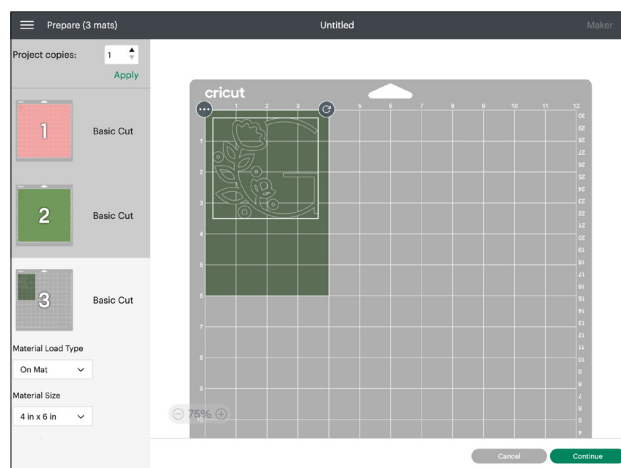 Prepare (3 mats)
Untitled
Maker
Project copies:
1
Apply
1
Basic Cut
2
Basic Cut
3
Basic Cut
Material Load Type
On Mat
Material Size
4 in x 6 in
cricut
1 2 3 5 6 7 8 9 10 11 12
1
2
3
4
5
6
7
8
9
10
75%
Cancel
Continue